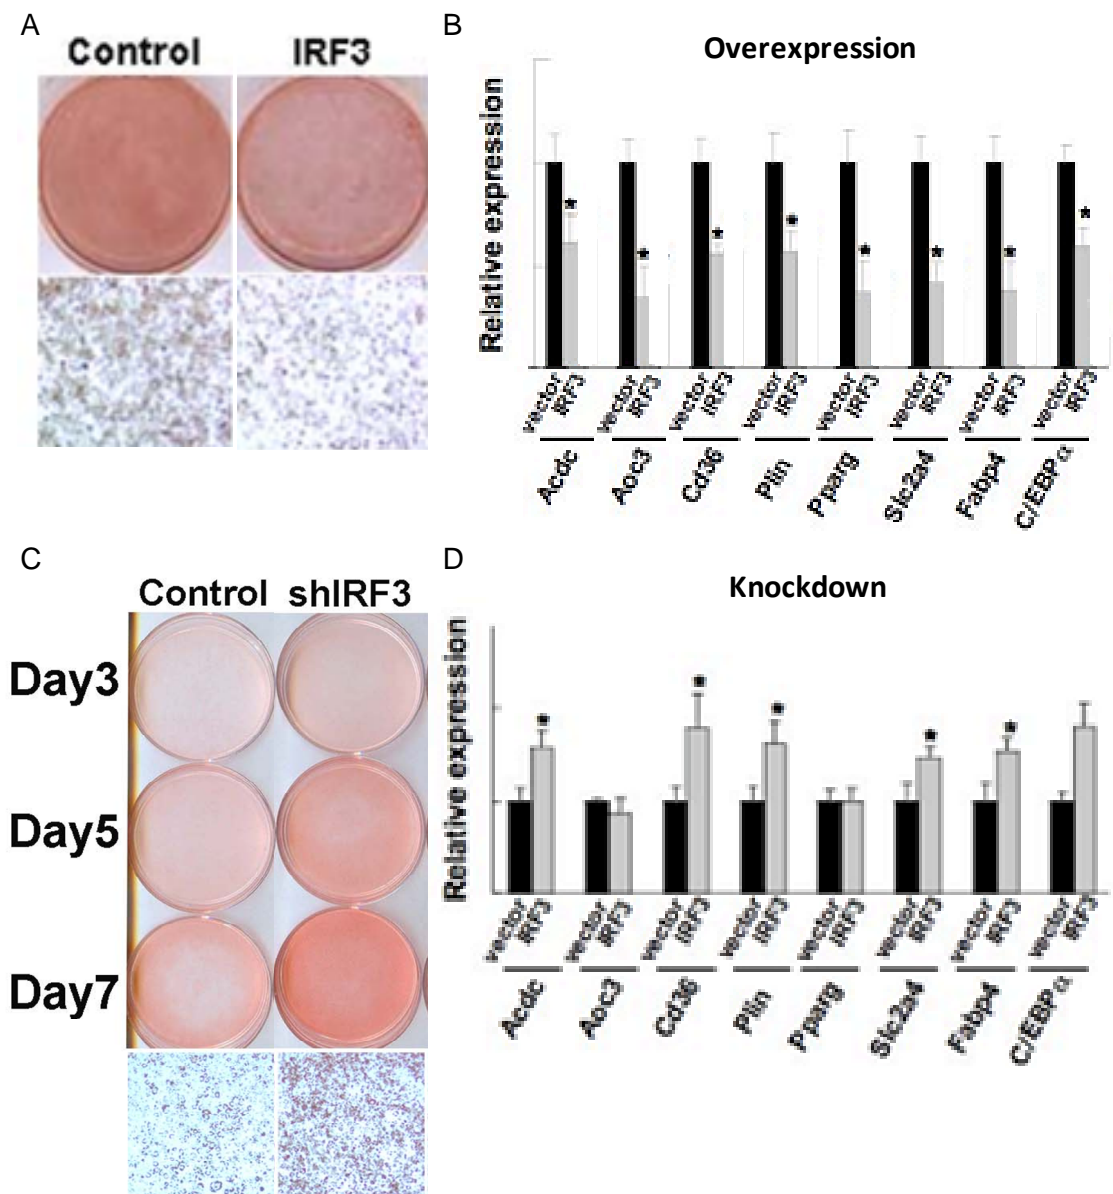 A
Control IRF3
B
Overexpression
Relative expression
* * * * * * * *
vector IRF3 vector IRF3 vector IRF3 vector IRF3 vector IRF3 vector IRF3 vector IRF3 vector IRF3
Acdc Aoc3 Cd36 Plin Pparg Slc2a4 Fabp4 C/EBPα
C
Control shIRF3
Day3
Day5
Day7
D
Knockdown
Relative expression
* * * * *
vector IRF3 vector IRF3 vector IRF3 vector IRF3 vector IRF3 vector IRF3 vector IRF3 vector IRF3
Acdc Aoc3 Cd36 Plin Pparg Slc2a4 Fabp4 C/EBPα